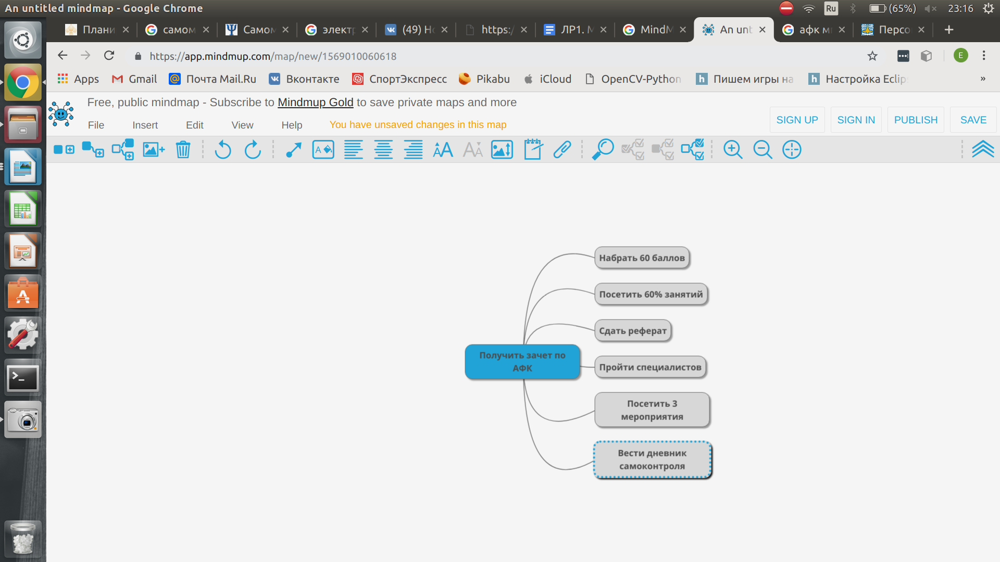 An untitled mindmap - Google Chrome
Ru
(65%)
23:16
Плани
самом
Самом
электр
(49) Но
https:/
ЛР1. М
MindM
An unt
афк м
Персо
https://app.mindmup.com/map/new/1569010060618
E
Apps
Gmail
Почта Mail.Ru
Вконтакте
СпортЭкспресс
Pikabu
iCloud
OpenCV-Python
Пишем игры на
Настройка Eclips
»
Free, public mindmap - Subscribe to Mindmup Gold to save private maps and more
File
Insert
Edit
View
Help
You have unsaved changes in this map
SIGN UP
SIGN IN
PUBLISH
SAVE
Набрать 60 баллов
Посетить 60% занятий
Сдать реферат
Получить зачет по
АФК
Пройти специалистов
Посетить 3
мероприятия
Вести дневник
самоконтроля